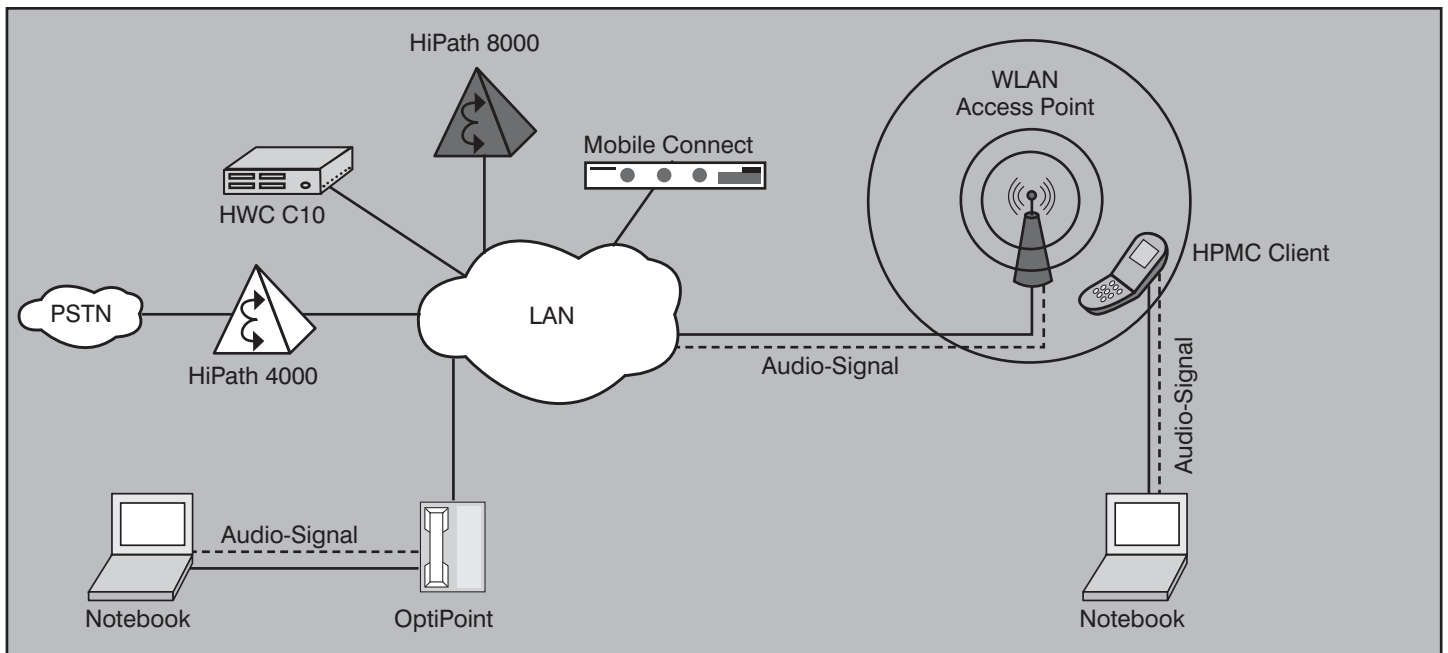 HiPath 8000
WLAN
Access Point
Mobile Connect
HWC C10
HPMC Client
PSTN
LAN
HiPath 4000
Audio-Signal
Audio-Signal
Audio-Signal
Notebook
OptiPoint
Notebook